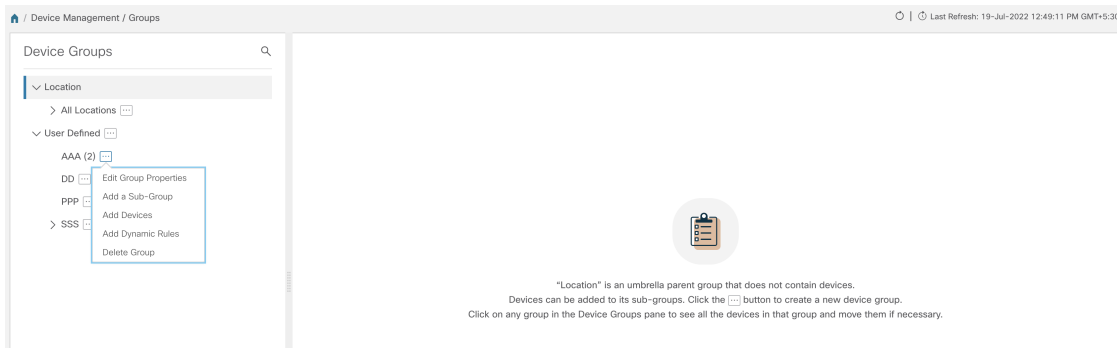 / Device Management / Groups
Last Refresh: 19-Jul-2022 12:49:11 PM GMT+5:30
Device Groups
Location
All Locations
User Defined
AAA (2)
DD
PPP
SSS
Edit Group Properties
Add a Sub-Group
Add Devices
Add Dynamic Rules
Delete Group
"Location" is an umbrella parent group that does not contain devices.
Devices can be added to its sub-groups. Click the ... button to create a new device group.
Click on any group in the Device Groups pane to see all the devices in that group and move them if necessary.